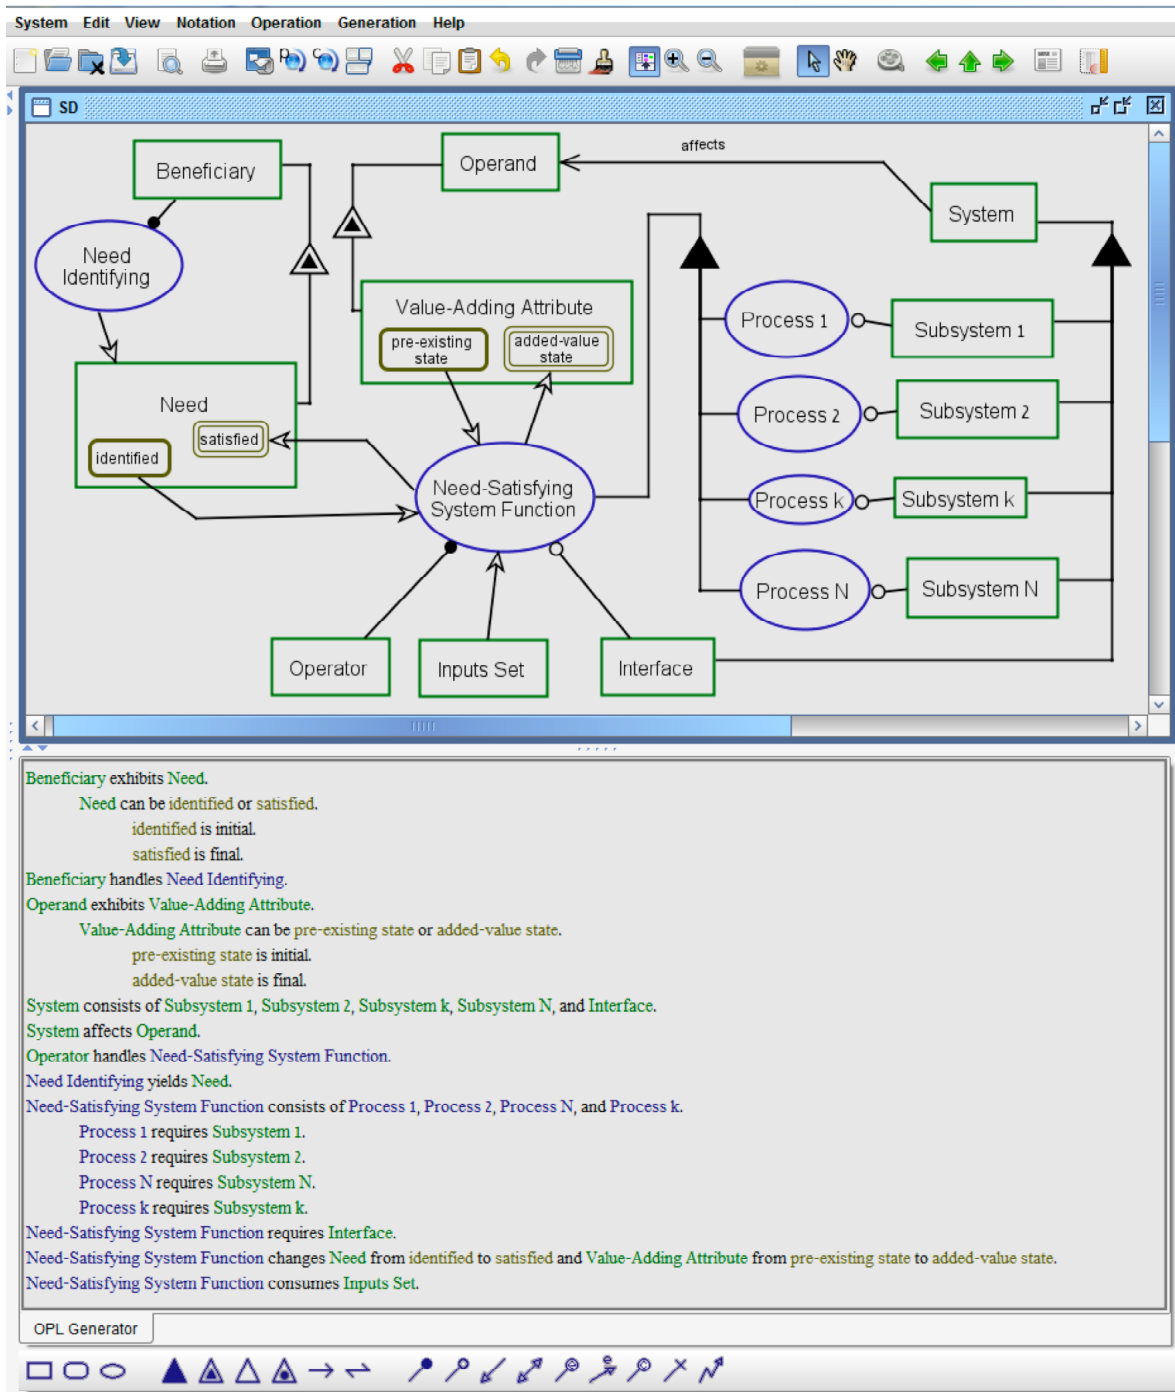 System Edit View Notation Operation Generation Help
SD
Beneficiary
Operand
affects
System
Need
Identifying
Value-Adding Attribute
pre-existing
state
added-value
state
Process 1
Subsystem 1
Need
satisfied
identified
Process 2
Subsystem 2
Need-Satisfying
System Function
Process k
Subsystem k
Process N
Subsystem N
Operator
Inputs Set
Interface
Beneficiary exhibits Need.
Need can be identified or satisfied.
identified is initial.
satisfied is final.
Beneficiary handles Need Identifying.
Operand exhibits Value-Adding Attribute.
Value-Adding Attribute can be pre-existing state or added-value state.
pre-existing state is initial.
added-value state is final.
System consists of Subsystem 1, Subsystem 2, Subsystem k, Subsystem N, and Interface.
System affects Operand.
Operator handles Need-Satisfying System Function.
Need Identifying yields Need.
Need-Satisfying System Function consists of Process 1, Process 2, Process N, and Process k.
Process 1 requires Subsystem 1.
Process 2 requires Subsystem 2.
Process N requires Subsystem N.
Process k requires Subsystem k.
Need-Satisfying System Function requires Interface.
Need-Satisfying System Function changes Need from identified to satisfied and Value-Adding Attribute from pre-existing state to added-value state.
Need-Satisfying System Function consumes Inputs Set.
OPL Generator